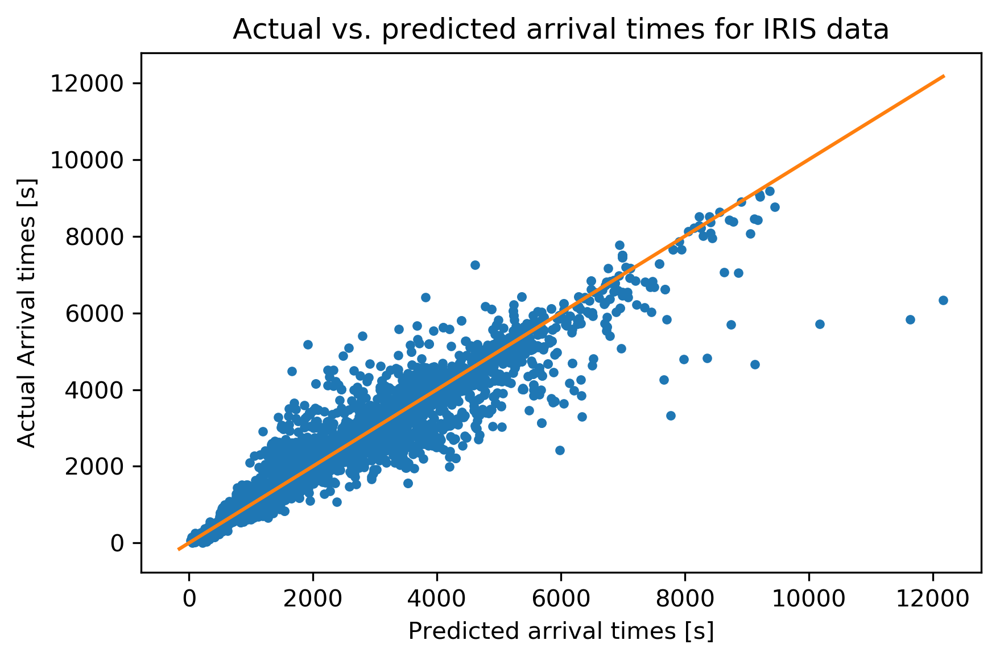 Actual vs. predicted arrival times for IRIS data
Actual Arrival times [s]
12000
10000
8000
6000
4000
2000
0
0 2000 4000 6000 8000 10000 12000
Predicted arrival times [s]